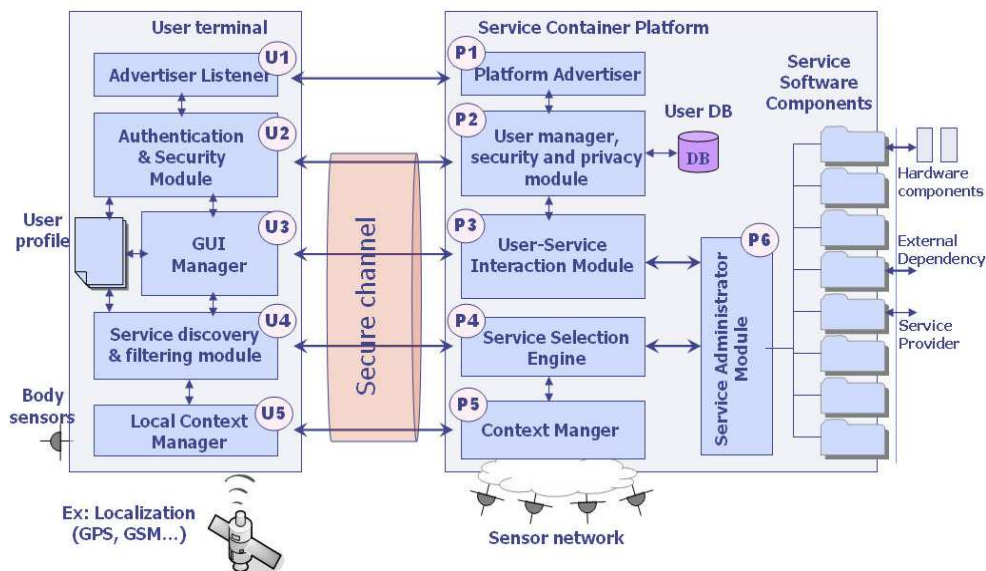 User terminal
Service Container Platform
U1
Advertiser Listener
P1
Platform Advertiser
Service
Software
Components
U2
Authentication
& Security
Module
P2
User manager,
security and privacy
module
User DB
DB
Hardware
components
User
profile
U3
GUI
Manager
Secure channel
P3
User-Service
Interaction Module
P6
Service Administrator
Module
External
Dependency
U4
Service discovery
& filtering module
P4
Service Selection
Engine
Service
Provider
Body
sensors
U5
Local Context
Manager
P5
Context Manger
Ex: Localization
(GPS, GSM...)
Sensor network